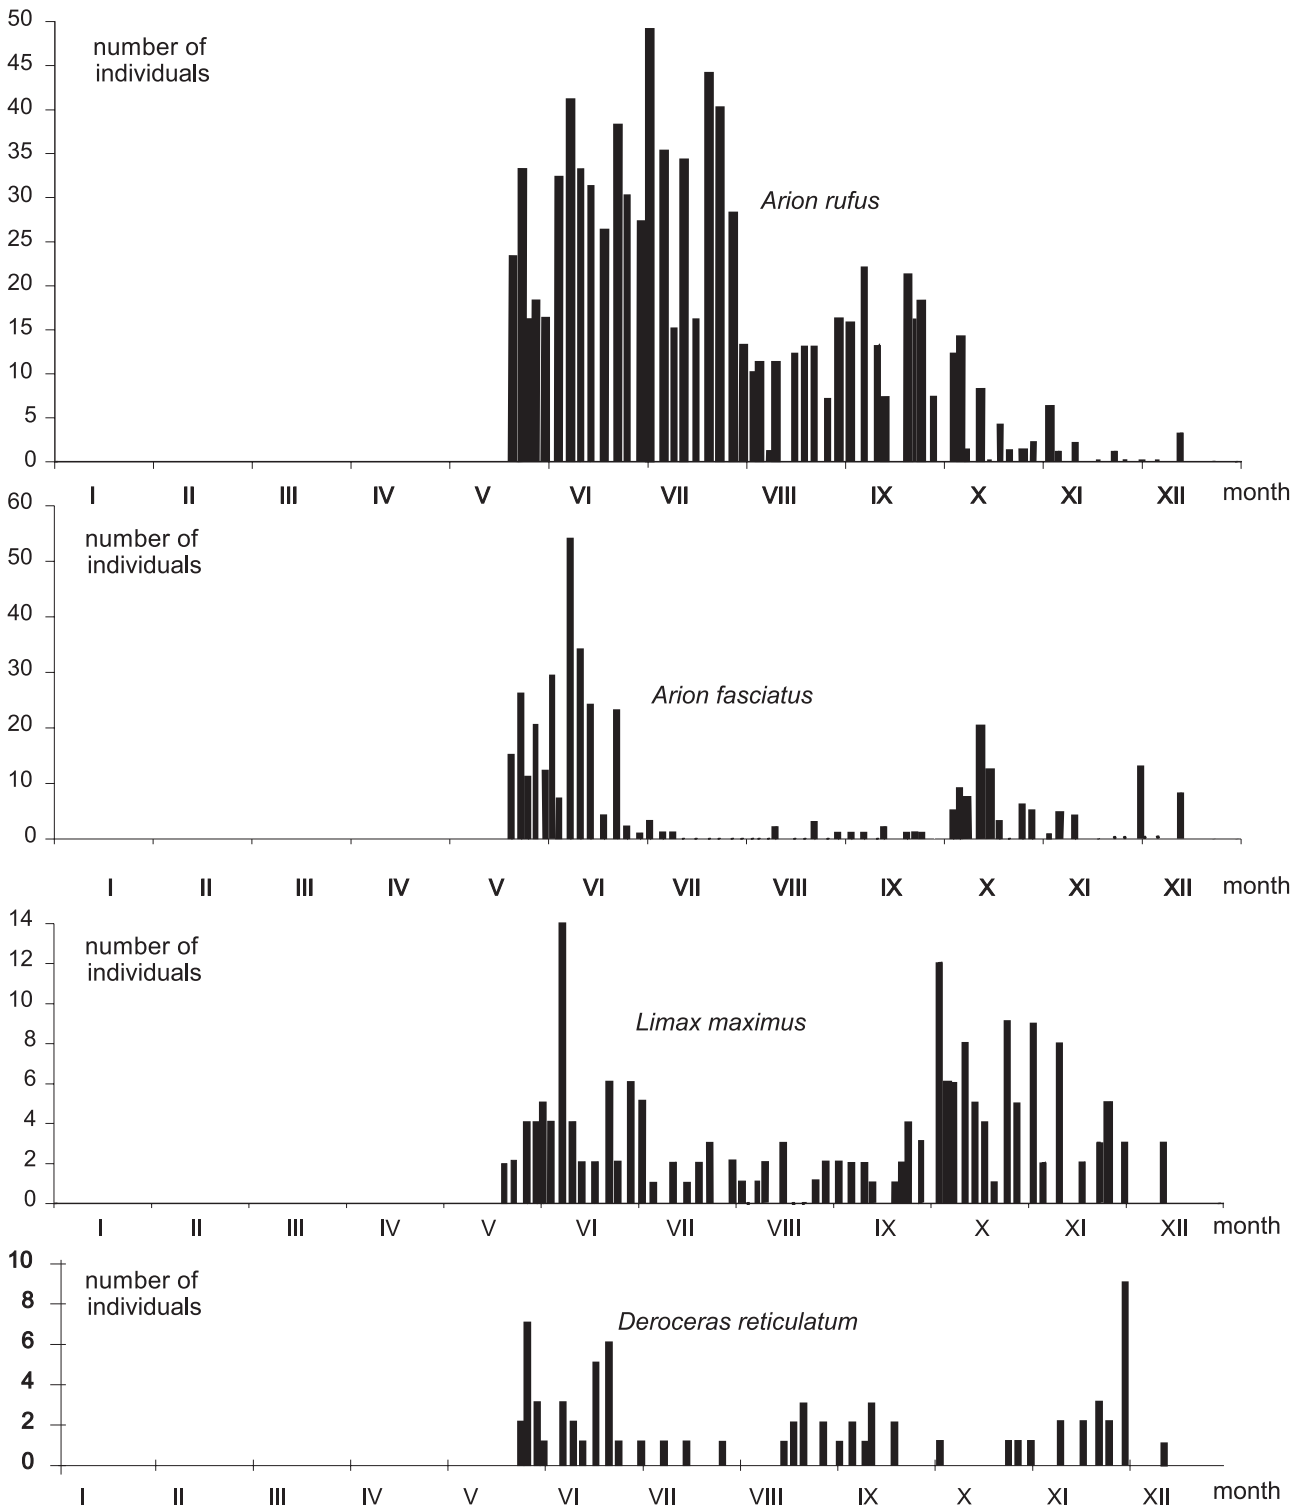 50
number of
individuals
45
40
35
30
Arion rufus
25
20
15
10
5
0
I II III IV V VI VII VIII IX X XI XII month
60
number of
individuals
50
40
30
Arion fasciatus
20
10
0
I II III IV V VI VII VIII IX X XI XII month
14
number of
individuals
12
10
Limax maximus
8
6
4
2
0
I II III IV V VI VII VIII IX X XI XII month
10
number of
individuals
8
Deroceras reticulatum
6
4
2
0
I II III IV V VI VII VIII IX X XI XII month